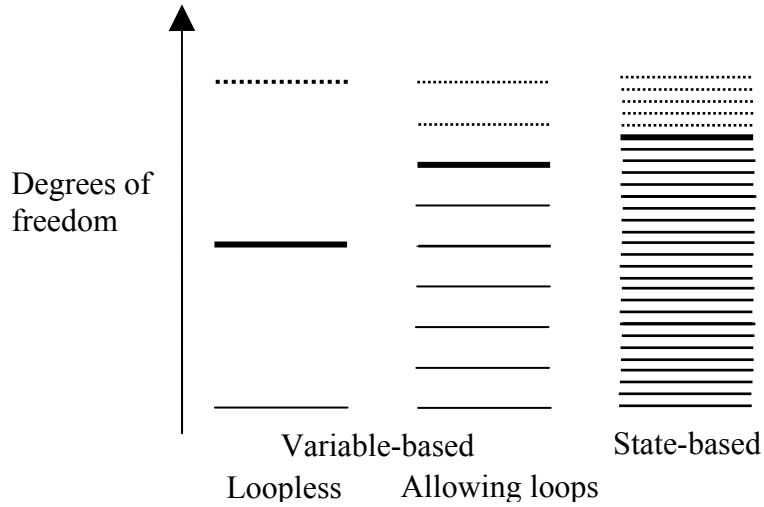 Degrees of
freedom
Variable-based
State-based
Loopless
Allowing loops